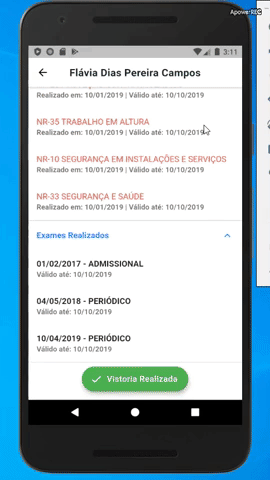 ApowerREC
3:11
Flávia Dias Pereira Campos
Realizado em: 10/01/2019 | Válido até: 10/10/2019
NR-35 TRABALHO EM ALTURA
Realizado em: 10/01/2019 | Válido até: 10/10/2019
NR-10 SEGURANÇA EM INSTALAÇÕES E SERVIÇOS
Realizado em: 10/01/2019 | Válido até: 10/10/2019
NR-33 SEGURANÇA E SAÚDE
Realizado em: 10/01/2019 | Válido até: 10/10/2019
Exames Realizados
01/02/2017 - ADMISSIONAL
Válido até: 10/10/2019
04/05/2018 - PERIÓDICO
Válido até: 10/10/2019
10/04/2019 - PERIÓDICO
Válido até: 10/10/2019
Vistoria Realizada